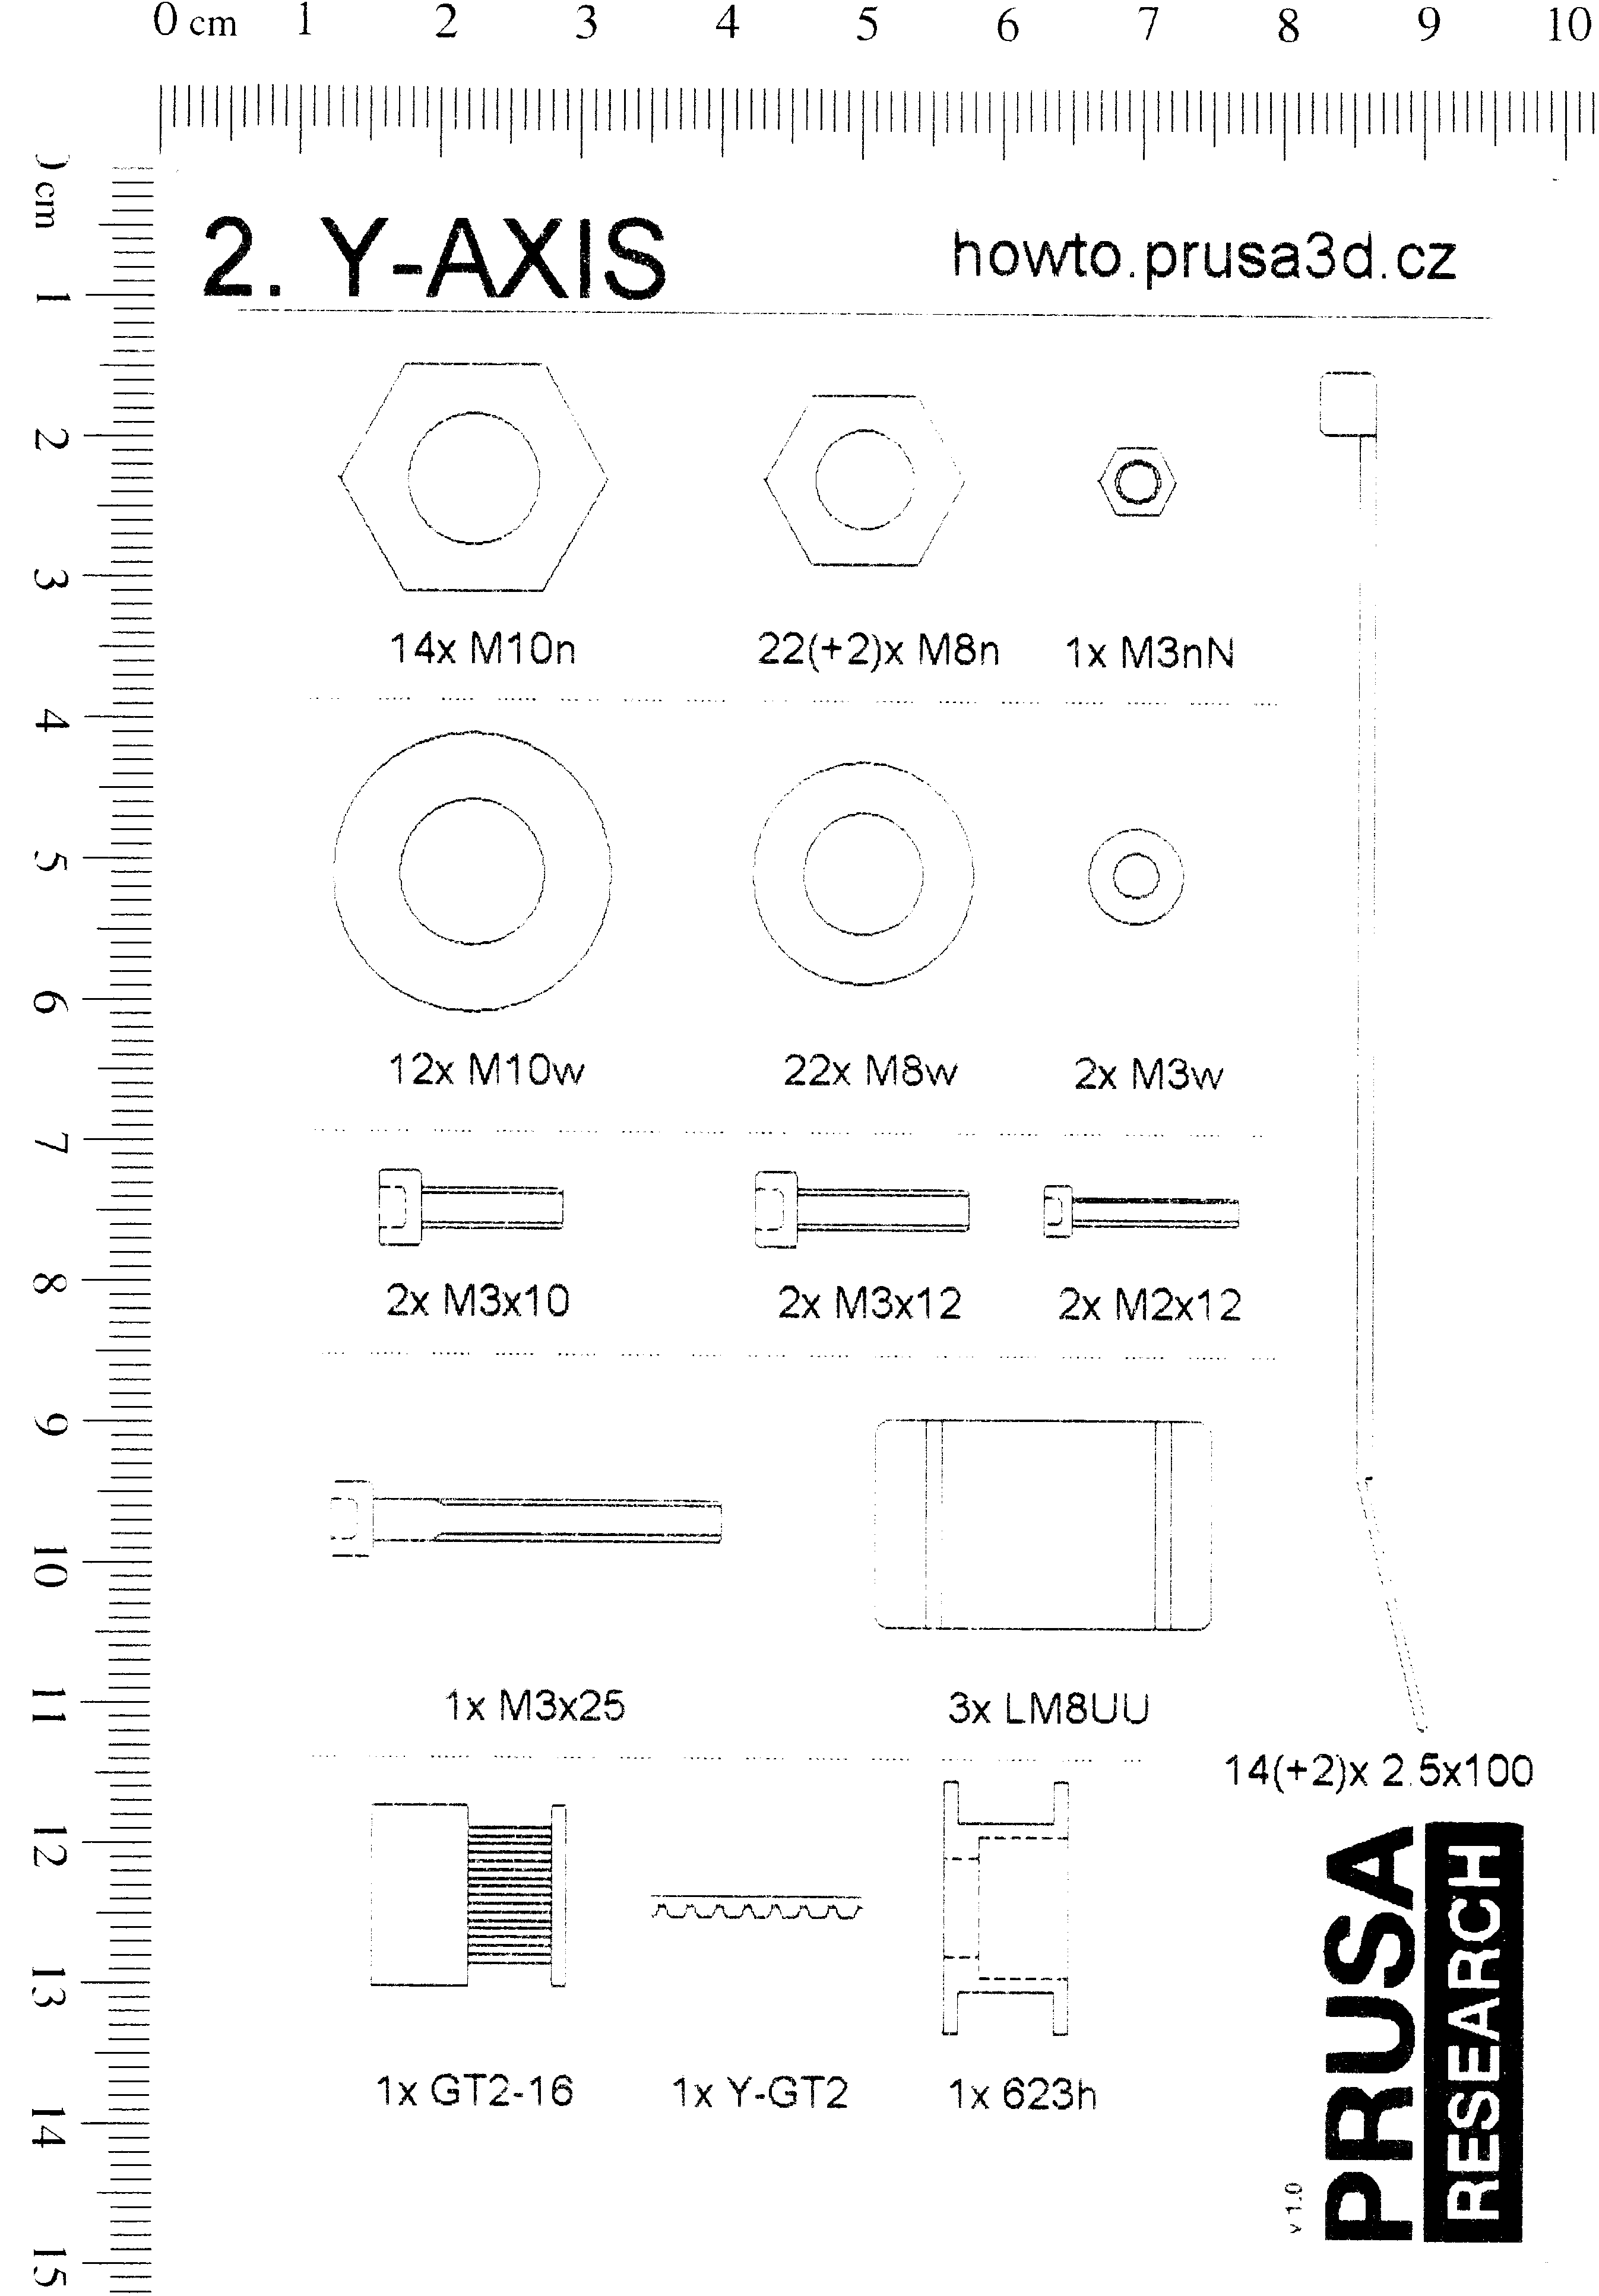 0 cm 1 2 3 4 5 6 7 8 9 10
) cm
1
2
3
4
5
6
7
8
9
10
11
12
13
14
15
2. Y-AXIS
howto.prusa3d.cz
14x M10n 22(+2)x M8n 1x M3nN
12x M10w 22x M8w 2x M3w
2x M3x10 2x M3x12 2x M2x12
1x M3x25 3x LM8UU
14(+2)x 2.5x100
1x GT2-16 1x Y-GT2 1x 623h
v 1.0
PRUSA
RESEARCH